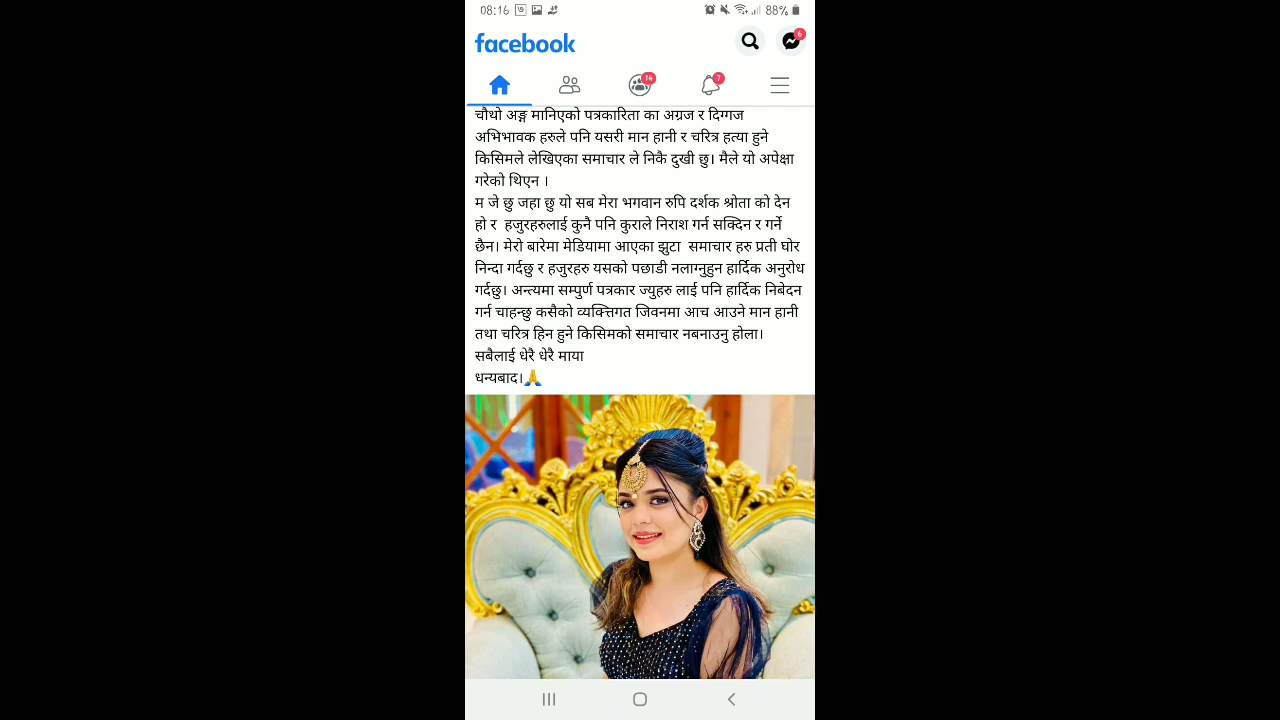 08:16
88%
facebook
6
14
7
चौथो अङ्ग मानिएको पत्रकारिता का अग्रज र दिग्गज
अभिभावक हरुले पनि यसरी मान हानी र चरित्र हत्या हुने
किसिमले लेखिएका समाचार ले निकै दुखी छु। मैले यो अपेक्षा
गरेको थिएन ।
म जे छु जहा छु यो सब मेरा भगवान रुपि दर्शक श्रोता को देन
हो र  हजुरहरुलाई कुनै पनि कुराले निराश गर्न सक्दिन र गर्ने
छैन। मेरो बारेमा मेडियामा आएका झुटा  समाचार हरु प्रती घोर
निन्दा गर्दछु र हजुरहरु यसको पछाडी नलाग्नुहुन हार्दिक अनुरोध
गर्दछु। अन्त्यमा सम्पुर्ण पत्रकार ज्युहरु लाई पनि हार्दिक निबेदन
गर्न चाहन्छु कसैको व्यक्तिगत जिवनमा आच आउने मान हानी
तथा चरित्र हिन हुने किसिमको समाचार नबनाउनु होला।
सबैलाई धेरै धेरै माया
धन्यबाद।🙏